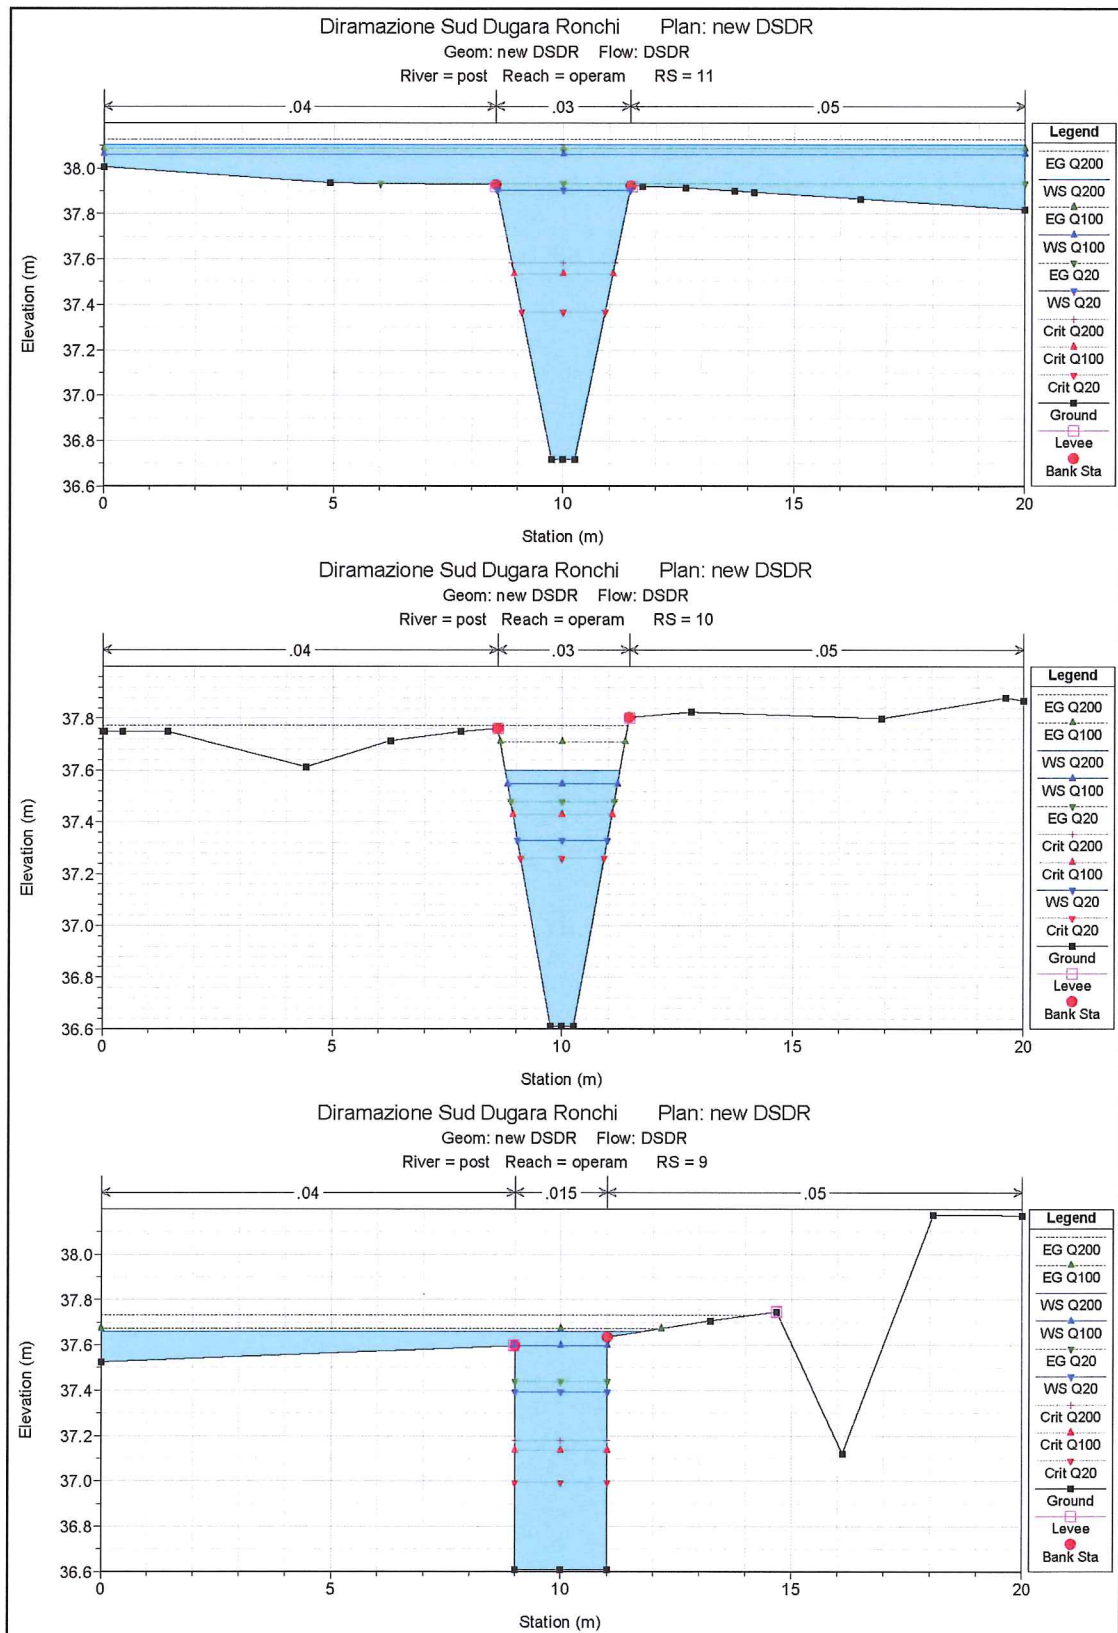 Diramazione Sud Dugara Ronchi Plan: new DSDR
Geom: new DSDR Flow: DSDR
River = post Reach = operam RS = 11
.04 .03 .05
Legend
EG Q200
WS Q200
EG Q100
WS Q100
EG Q20
WS Q20
Crit Q200
Crit Q100
Crit Q20
Ground
Levee
Bank Sta
38.0
37.8
37.6
37.4
37.2
37.0
36.8
36.6
Elevation (m)
0 5 10 15 20
Station (m)
Diramazione Sud Dugara Ronchi Plan: new DSDR
Geom: new DSDR Flow: DSDR
River = post Reach = operam RS = 10
.04 .03 .05
Legend
EG Q200
EG Q100
WS Q200
WS Q100
EG Q20
Crit Q200
Crit Q100
WS Q20
Crit Q20
Ground
Levee
Bank Sta
37.8
37.6
37.4
37.2
37.0
36.8
36.6
Elevation (m)
0 5 10 15 20
Station (m)
Diramazione Sud Dugara Ronchi Plan: new DSDR
Geom: new DSDR Flow: DSDR
River = post Reach = operam RS = 9
.04 .015 .05
Legend
EG Q200
EG Q100
WS Q200
WS Q100
EG Q20
WS Q20
Crit Q200
Crit Q100
Crit Q20
Ground
Levee
Bank Sta
38.0
37.8
37.6
37.4
37.2
37.0
36.8
36.6
Elevation (m)
0 5 10 15 20
Station (m)